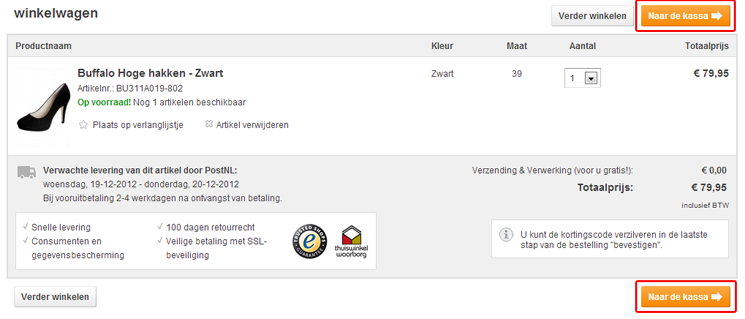 winkelwagen
Verder winkelen
Naar de kassa
Productnaam Kleur Maat Aantal Totaalprijs
Buffalo Hoge hakken - Zwart Zwart 39 1 € 79,95
Artikelnr.: BU311A019-802
Op voorraad! Nog 1 artikelen beschikbaar
Plaats op verlanglijstje Artikel verwijderen
Verwachte levering van dit artikel door PostNL:
woensdag, 19-12-2012 - donderdag, 20-12-2012
Bij vooruitbetaling 2-4 werkdagen na ontvangst van betaling.
Verzending & Verwerking (voor u gratis!): € 0,00
Totaalprijs: € 79,95
inclusief BTW
Snelle levering
Consumenten en
gegevensbescherming
100 dagen retourrecht
Veilige betaling met SSL-
beveiliging
TRUSTED SHOPS
GUARANTEE
thuiswinkel
waarborg
U kunt de kortingscode verzilveren in de laatste
stap van de bestelling "bevestigen".
Verder winkelen
Naar de kassa